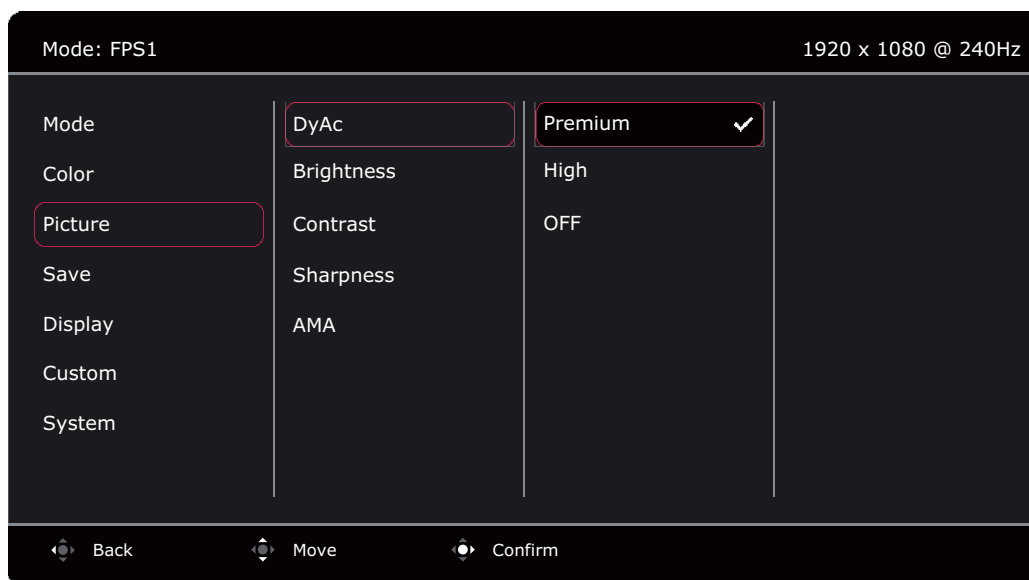 Mode: FPS1
1920 x 1080 @ 240Hz
Mode
Color
Picture
Save
Display
Custom
System
DyAc
Brightness
Contrast
Sharpness
AMA
Premium
High
OFF
Back
Move
Confirm